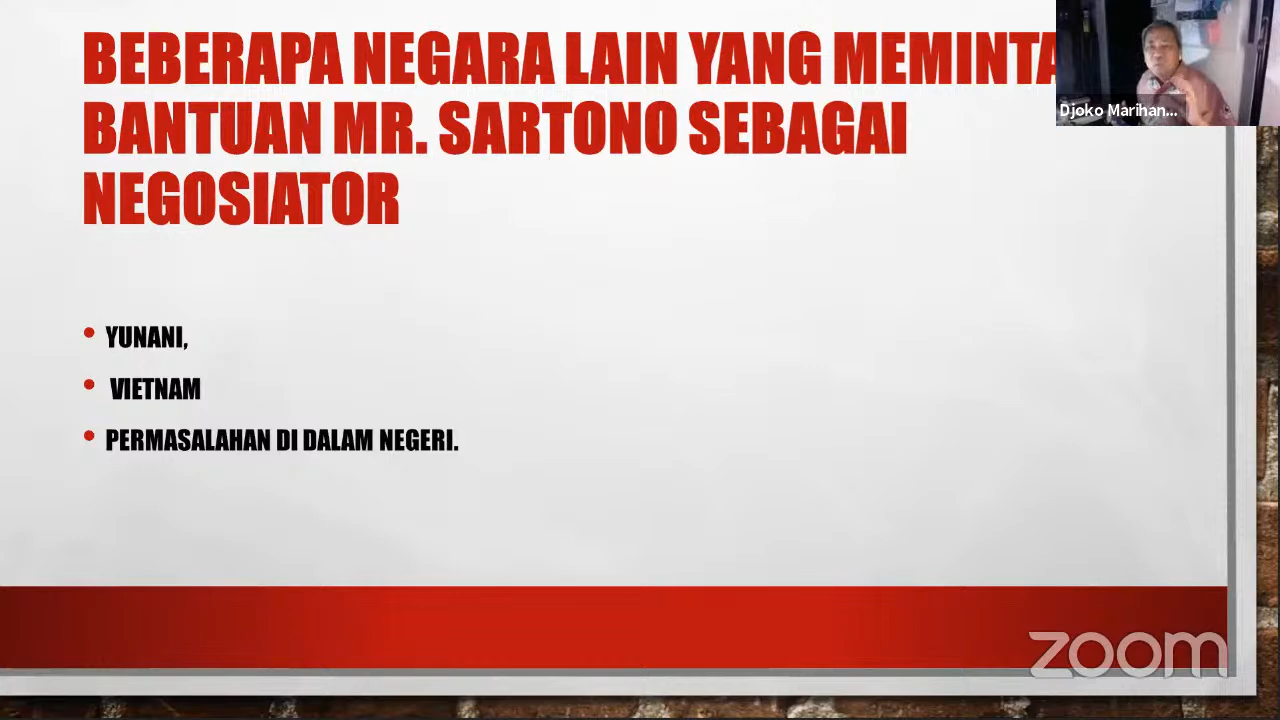 BEBERAPA NEGARA LAIN YANG MEMINTA
BANTUAN MR. SARTONO SEBAGAI
NEGOSIATOR
Djoko Marihan...
• YUNANI,
• VIETNAM
• PERMASALAHAN DI DALAM NEGERI.
zoom